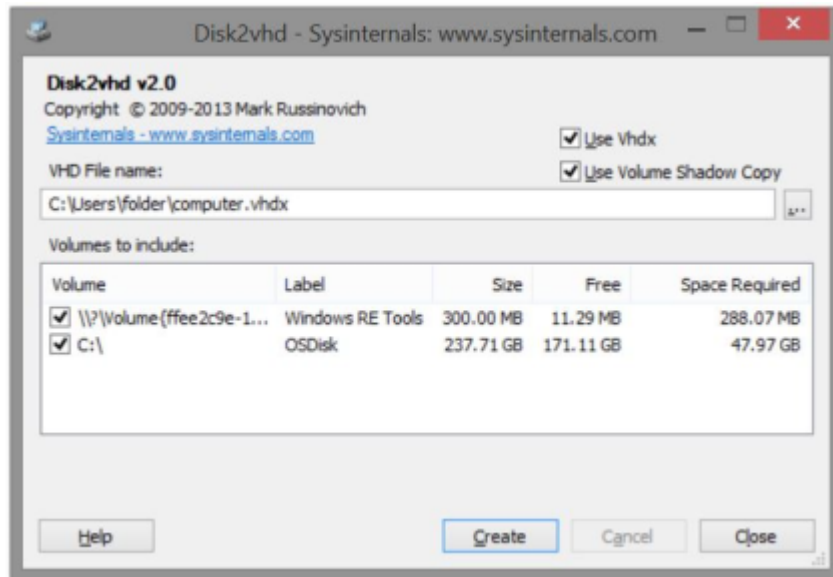 Disk2vhd - Sysinternals: www.sysinternals.com
Disk2vhd v2.0
Copyright © 2009-2013 Mark Russinovich
Sysinternals - www.sysinternals.com
Use Vhdx
VHD File name:
Use Volume Shadow Copy
C:\Users\folder\computer.vhdx
...
Volumes to include:
Volume Label Size Free Space Required
\\?\Volume{ffee2c9e-1... Windows RE Tools 300.00 MB 11.29 MB 288.07 MB
C:\ OSDisk 237.71 GB 171.11 GB 47.97 GB
Help Create Cancel Close